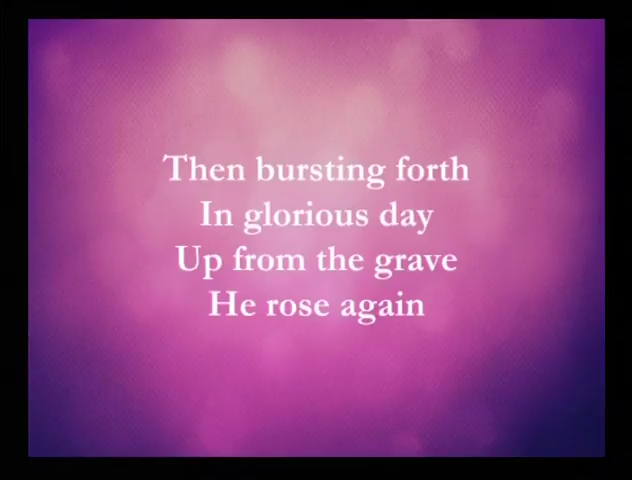 Then bursting forth
In glorious day
Up from the grave
He rose again